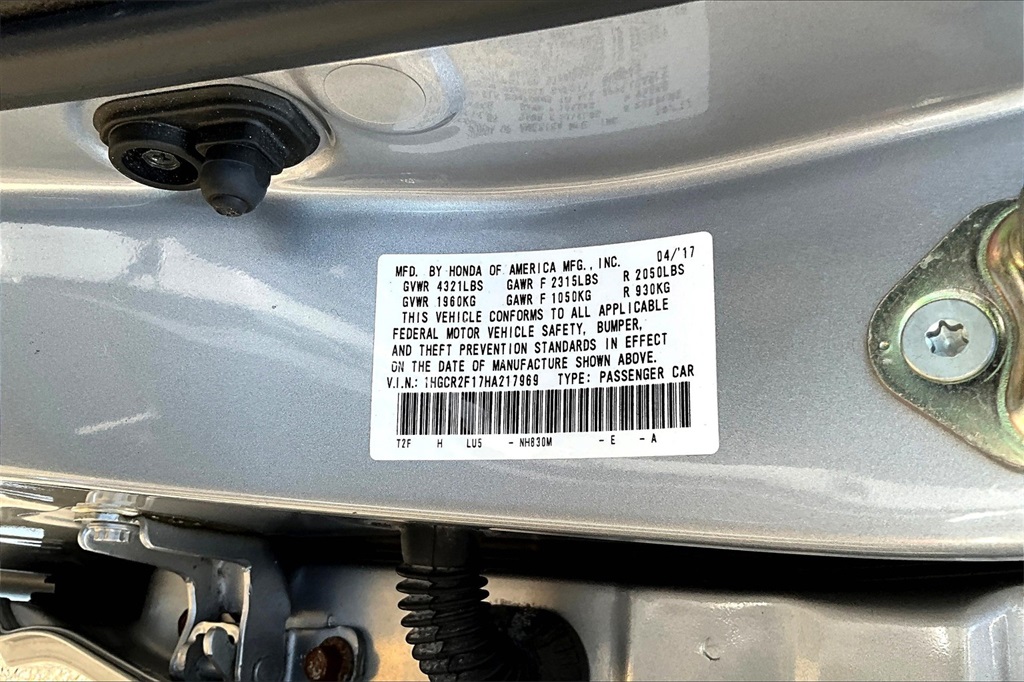 MFD. BY HONDA OF AMERICA MFG., INC. 04/'17
GVWR 4321LBS GAWR F 2315LBS R 2050LBS
GVWR 1960KG GAWR F 1050KG R 930KG
THIS VEHICLE CONFORMS TO ALL APPLICABLE
FEDERAL MOTOR VEHICLE SAFETY, BUMPER,
AND THEFT PREVENTION STANDARDS IN EFFECT
ON THE DATE OF MANUFACTURE SHOWN ABOVE.
V.I.N.: 1HGCR2F17HA217969 TYPE: PASSENGER CAR
T2F H LU5 - NH830M - E - A